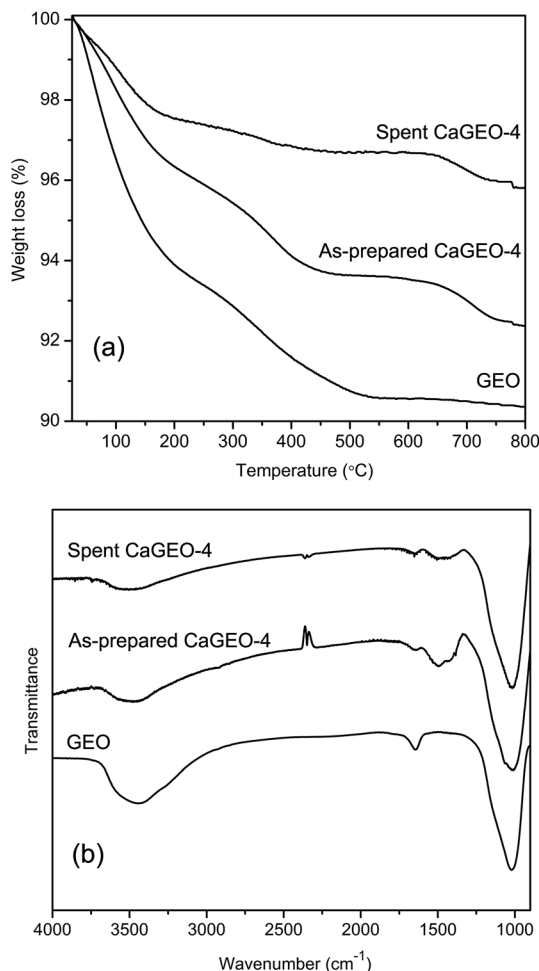 100
98
96
94
92
90
Weight loss (%)
Spent CaGEO-4
As-prepared CaGEO-4
GEO
(a)
100 200 300 400 500 600 700 800
Temperature (°C)
Spent CaGEO-4
As-prepared CaGEO-4
GEO
Transmittance
(b)
4000 3500 3000 2500 2000 1500 1000
Wavenumber (cm⁻¹)